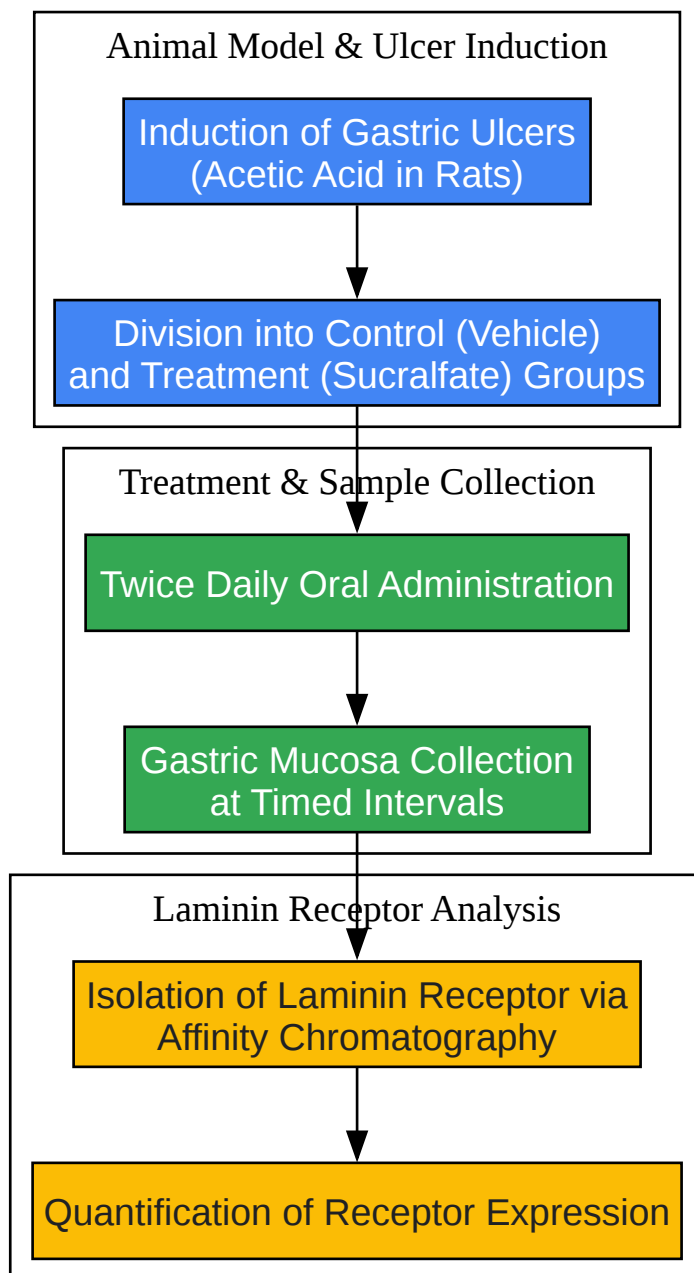 Animal Model & Ulcer Induction
Induction of Gastric Ulcers
(Acetic Acid in Rats)
Division into Control (Vehicle)
and Treatment (Sucralfate) Groups
Treatment & Sample Collection
Twice Daily Oral Administration
Gastric Mucosa Collection
at Timed Intervals
Laminin Receptor Analysis
Isolation of Laminin Receptor via
Affinity Chromatography
Quantification of Receptor Expression